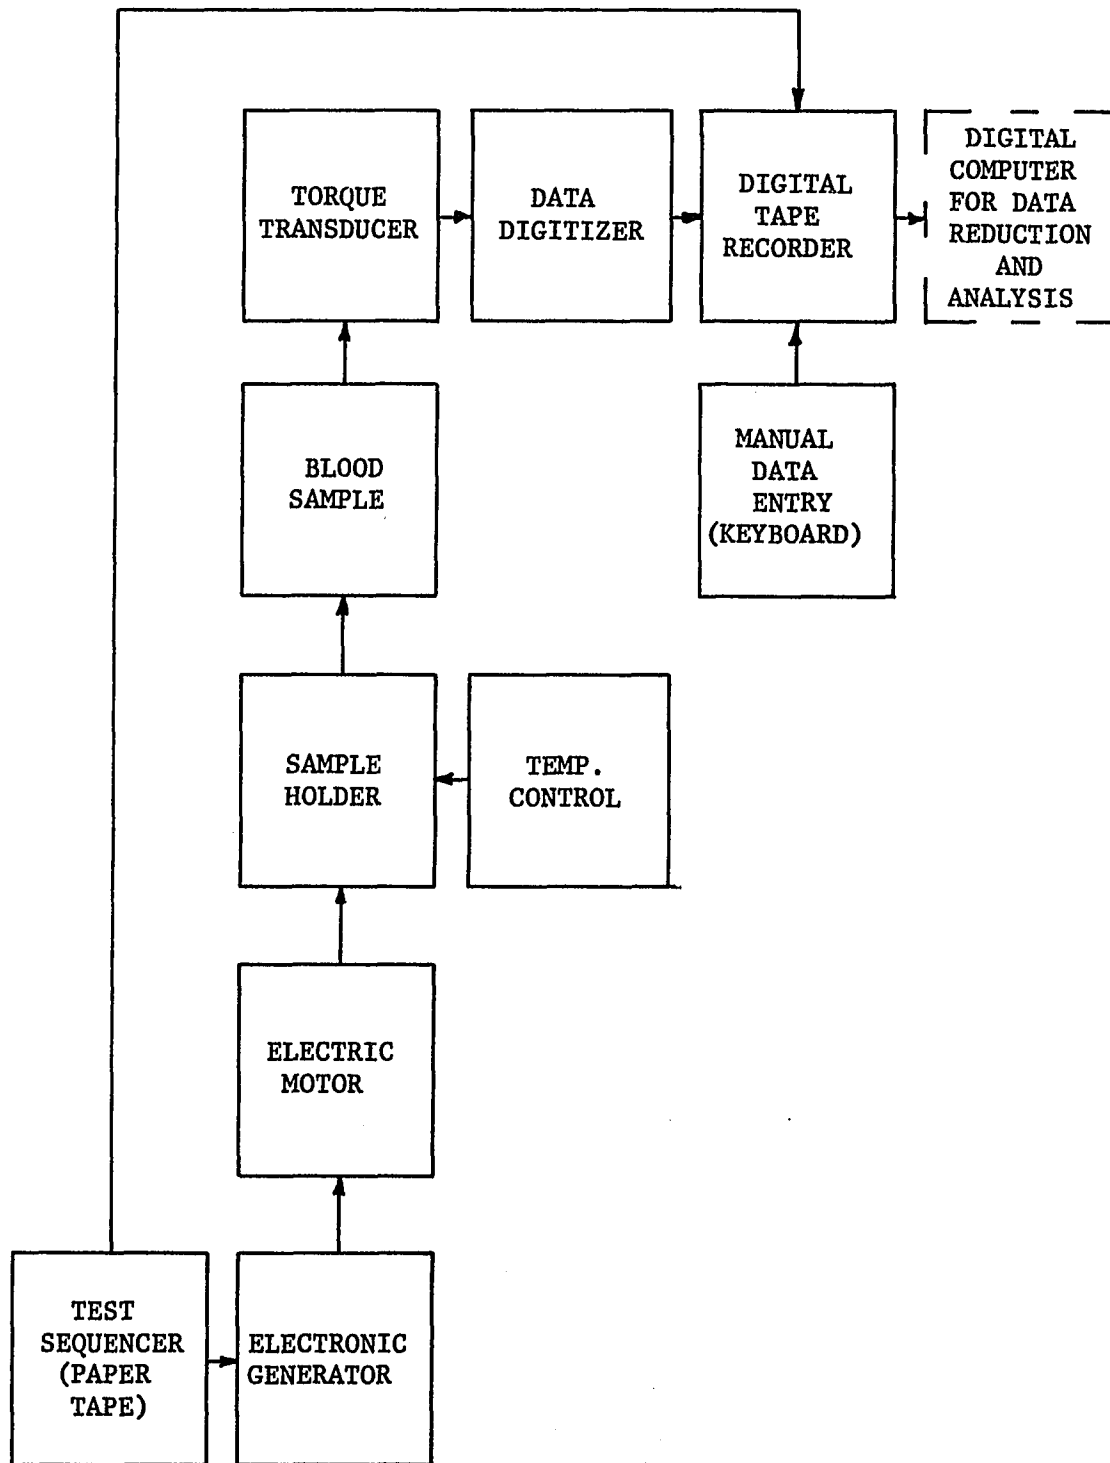 TORQUE
TRANSDUCER
DATA
DIGITIZER
DIGITAL
TAPE
RECORDER
DIGITAL
COMPUTER
FOR DATA
REDUCTION
AND
ANALYSIS
BLOOD
SAMPLE
MANUAL
DATA
ENTRY
(KEYBOARD)
SAMPLE
HOLDER
TEMP.
CONTROL
ELECTRIC
MOTOR
TEST
SEQUENCER
(PAPER
TAPE)
ELECTRONIC
GENERATOR